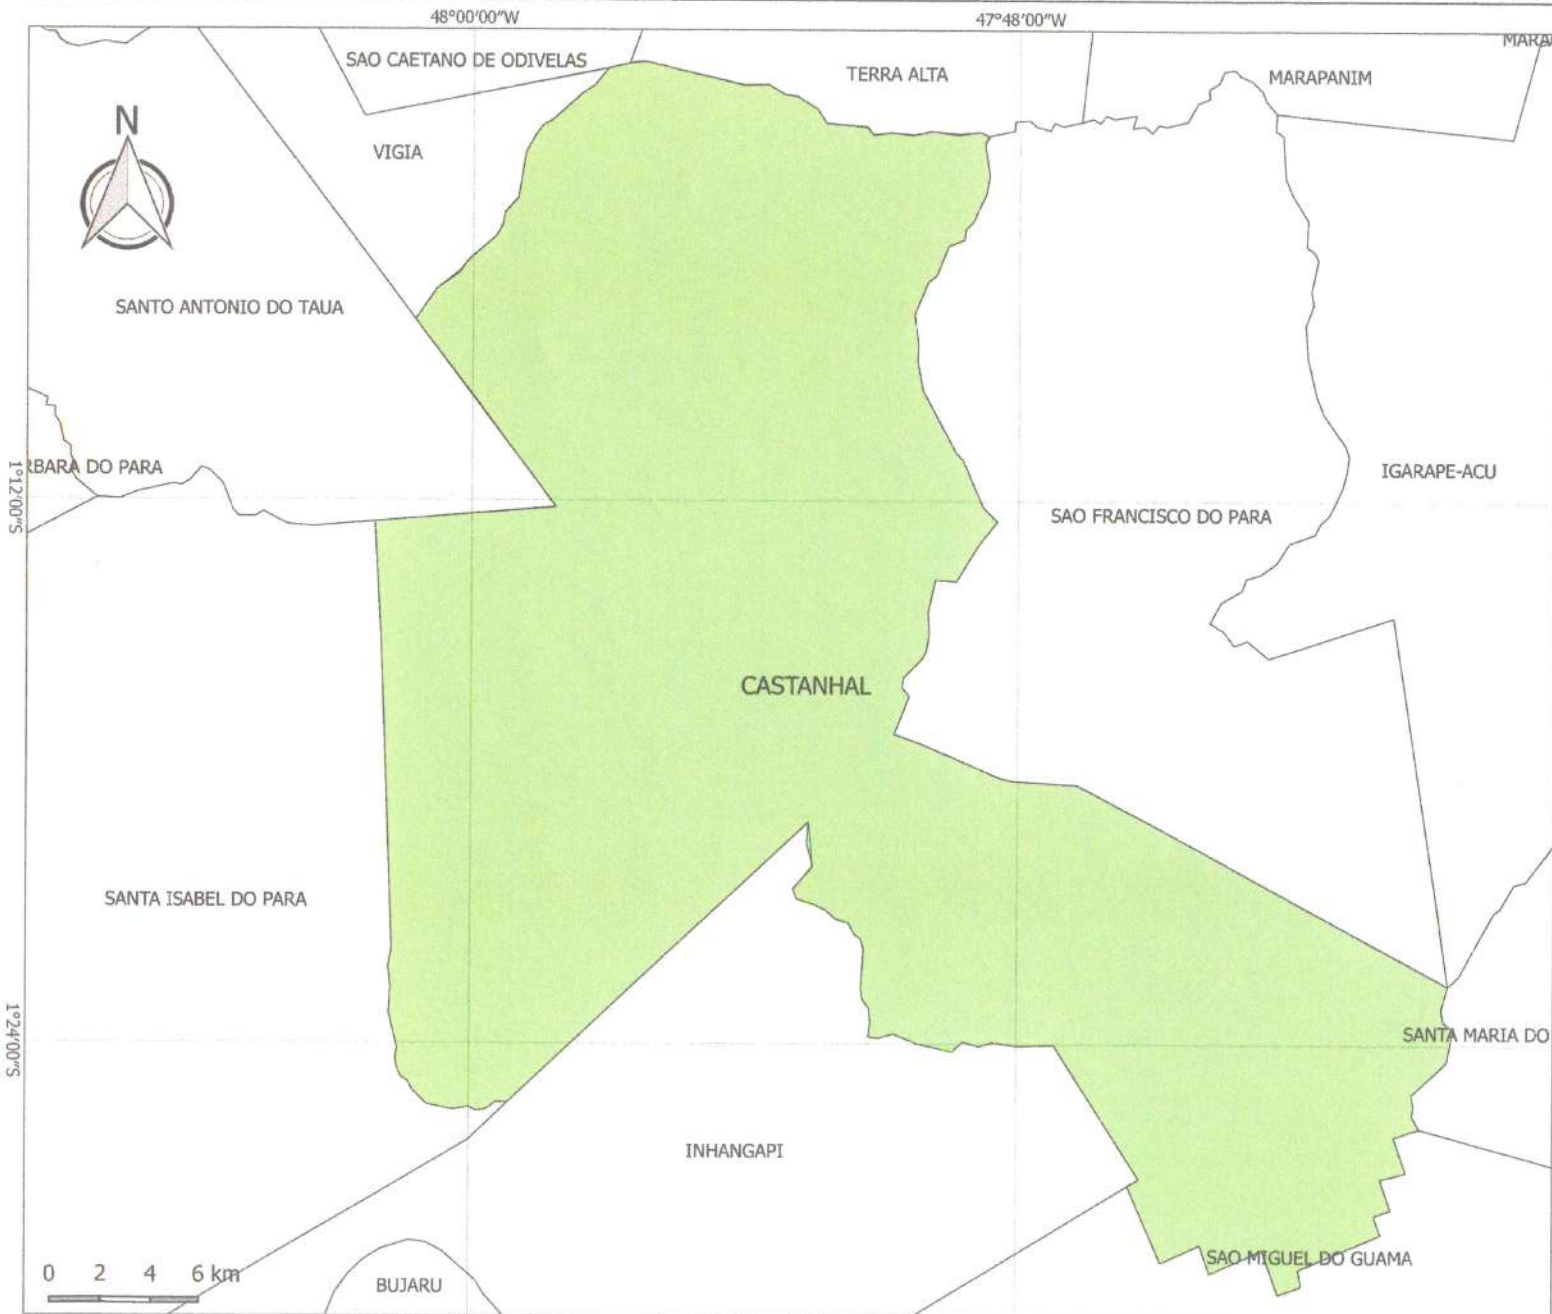 48°00'00"W
47°48'00"W
SAO CAETANO DE ODIVELAS
TERRA ALTA
MARAPANIM
N
VIGIA
SANTO ANTONIO DO TAUA
RBARA DO PARA
IGARAPE-ACU
1°12'00"S
SAO FRANCISCO DO PARA
CASTANHAL
SANTA ISABEL DO PARA
1°24'00"S
SANTA MARIA DO
INHANGAPI
SAO MIGUEL DO GUAMA
0 2 4 6 km
BUJARU